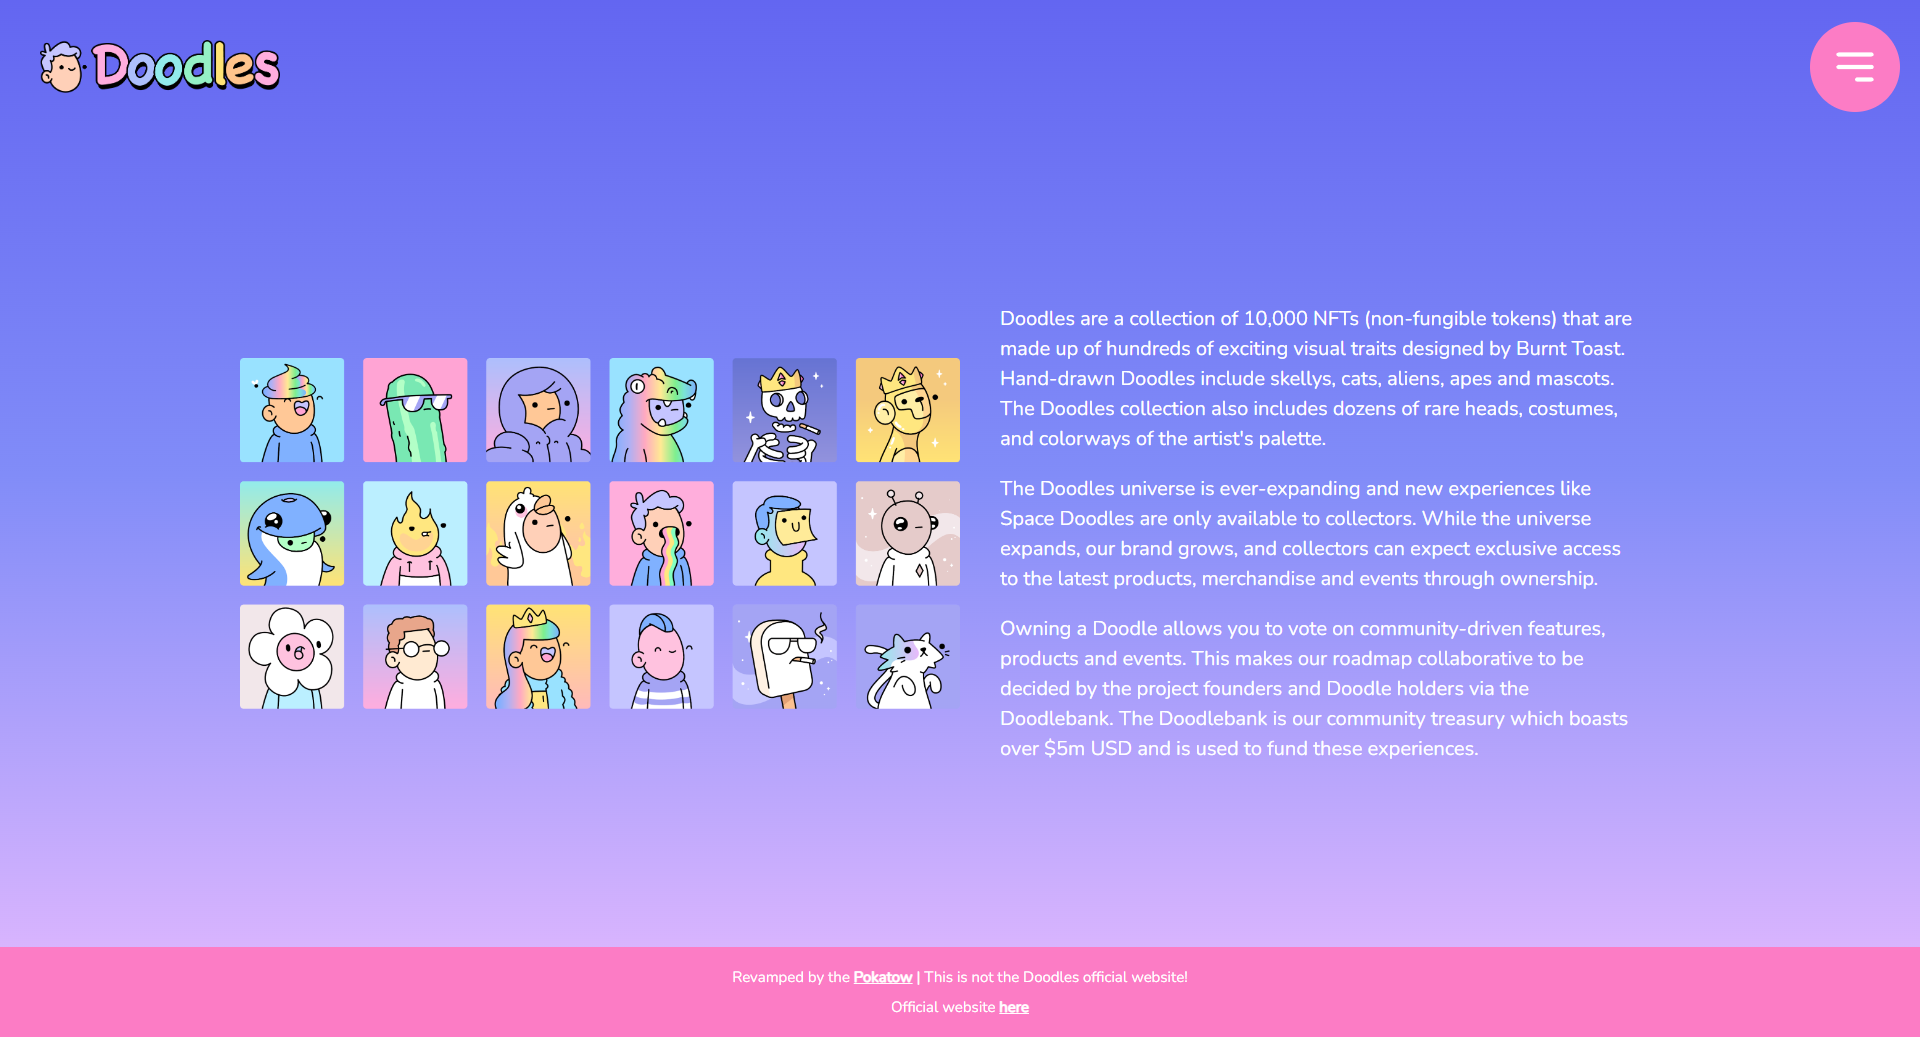 Doodles
Doodles are a collection of 10,000 NFTs (non-fungible tokens) that are
made up of hundreds of exciting visual traits designed by Burnt Toast.
Hand-drawn Doodles include skellys, cats, aliens, apes and mascots.
The Doodles collection also includes dozens of rare heads, costumes,
and colorways of the artist's palette.
The Doodles universe is ever-expanding and new experiences like
Space Doodles are only available to collectors. While the universe
expands, our brand grows, and collectors can expect exclusive access
to the latest products, merchandise and events through ownership.
Owning a Doodle allows you to vote on community-driven features,
products and events. This makes our roadmap collaborative to be
decided by the project founders and Doodle holders via the
Doodlebank. The Doodlebank is our community treasury which boasts
over $5m USD and is used to fund these experiences.
Revamped by the Pokatow | This is not the Doodles official website!
Official website here